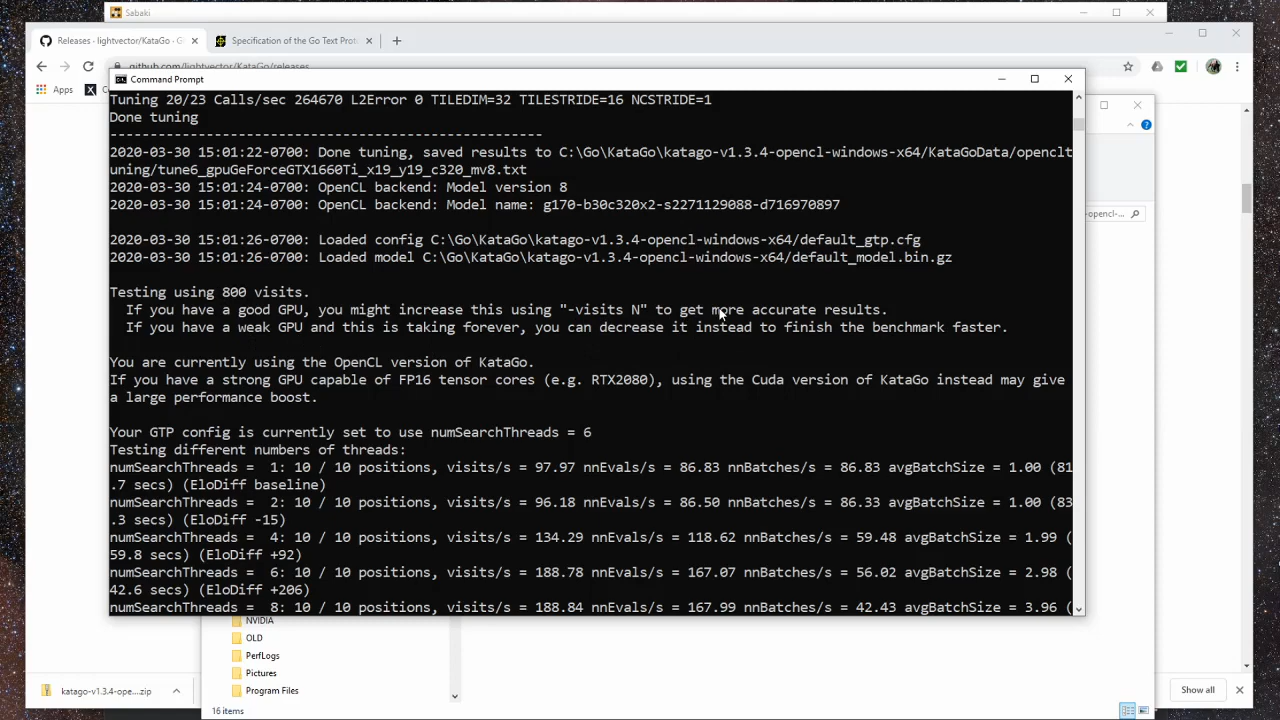 Sabaki
Releases · lightvector/KataGo · G
Specification of the Go Text Prot
github.com/lightvector/KataGo/releases
Apps
Command Prompt
Tuning 20/23 Calls/sec 264670 L2Error 0 TILEDIM=32 TILESTRIDE=16 NCSTRIDE=1
Done tuning
------------------------------------------------------
2020-03-30 15:01:22-0700: Done tuning, saved results to C:\Go\KataGo\katago-v1.3.4-opencl-windows-x64/KataGoData/openclt
uning/tune6_gpuGeForceGTX1660Ti_x19_y19_c320_mv8.txt
2020-03-30 15:01:24-0700: OpenCL backend: Model version 8
2020-03-30 15:01:24-0700: OpenCL backend: Model name: g170-b30c320x2-s2271129088-d716970897
2020-03-30 15:01:26-0700: Loaded config C:\Go\KataGo\katago-v1.3.4-opencl-windows-x64/default_gtp.cfg
2020-03-30 15:01:26-0700: Loaded model C:\Go\KataGo\katago-v1.3.4-opencl-windows-x64/default_model.bin.gz
-opencl-...
Testing using 800 visits.
If you have a good GPU, you might increase this using "-visits N" to get more accurate results.
If you have a weak GPU and this is taking forever, you can decrease it instead to finish the benchmark faster.
You are currently using the OpenCL version of KataGo.
If you have a strong GPU capable of FP16 tensor cores (e.g. RTX2080), using the Cuda version of KataGo instead may give
a large performance boost.
Your GTP config is currently set to use numSearchThreads = 6
Testing different numbers of threads:
numSearchThreads =  1: 10 / 10 positions, visits/s = 97.97 nnEvals/s = 86.83 nnBatches/s = 86.83 avgBatchSize = 1.00 (81
.7 secs) (EloDiff baseline)
numSearchThreads =  2: 10 / 10 positions, visits/s = 96.18 nnEvals/s = 86.50 nnBatches/s = 86.33 avgBatchSize = 1.00 (83
.3 secs) (EloDiff -15)
numSearchThreads =  4: 10 / 10 positions, visits/s = 134.29 nnEvals/s = 118.62 nnBatches/s = 59.48 avgBatchSize = 1.99 (
59.8 secs) (EloDiff +92)
numSearchThreads =  6: 10 / 10 positions, visits/s = 188.78 nnEvals/s = 167.07 nnBatches/s = 56.02 avgBatchSize = 2.98 (
42.6 secs) (EloDiff +206)
numSearchThreads =  8: 10 / 10 positions, visits/s = 188.84 nnEvals/s = 167.99 nnBatches/s = 42.43 avgBatchSize = 3.96 (
NVIDIA
OLD
PerfLogs
Pictures
Program Files
katago-v1.3.4-ope....zip
Show all
16 items